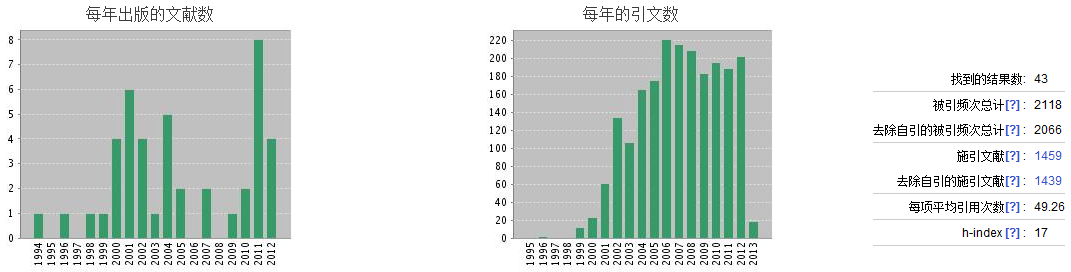 每年出版的文献数
8
7
6
5
4
3
2
1
0
1994 1995 1996 1997 1998 1999 2000 2001 2002 2003 2004 2005 2006 2007 2008 2009 2010 2011 2012
每年的引文数
220
200
180
160
140
120
100
80
60
40
20
0
1995 1996 1997 1998 1999 2000 2001 2002 2003 2004 2005 2006 2007 2008 2009 2010 2011 2012 2013
找到的结果数: 43
被引频次总计[?] : 2118
去除自引的被引频次总计[?] : 2066
施引文献[?] : 1459
去除自引的施引文献[?] : 1439
每项平均引用次数[?] : 49.26
h-index [?] : 17